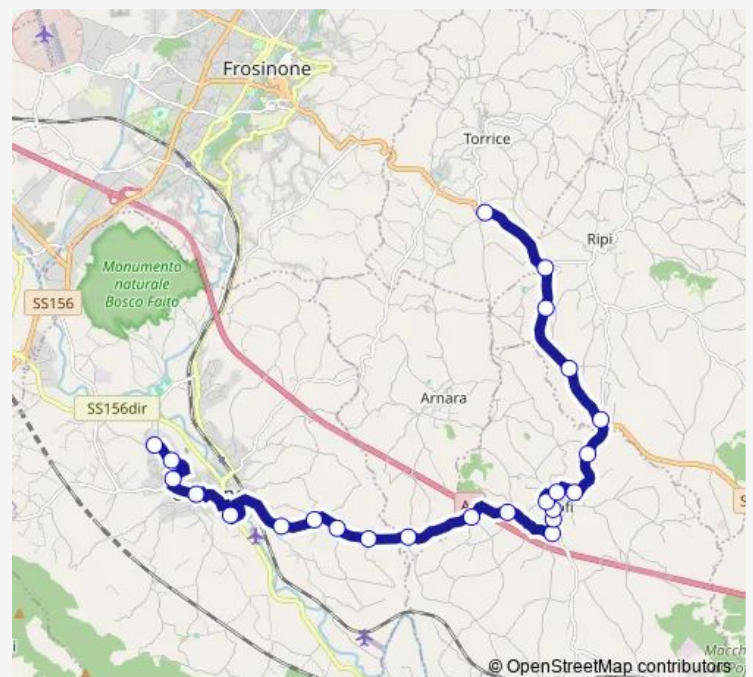 Frosinone
Torrice
Ripi
Monumento
naturale
Bosco Faito
SS156
SS156dir
Arnara
© OpenStreetMap contributors